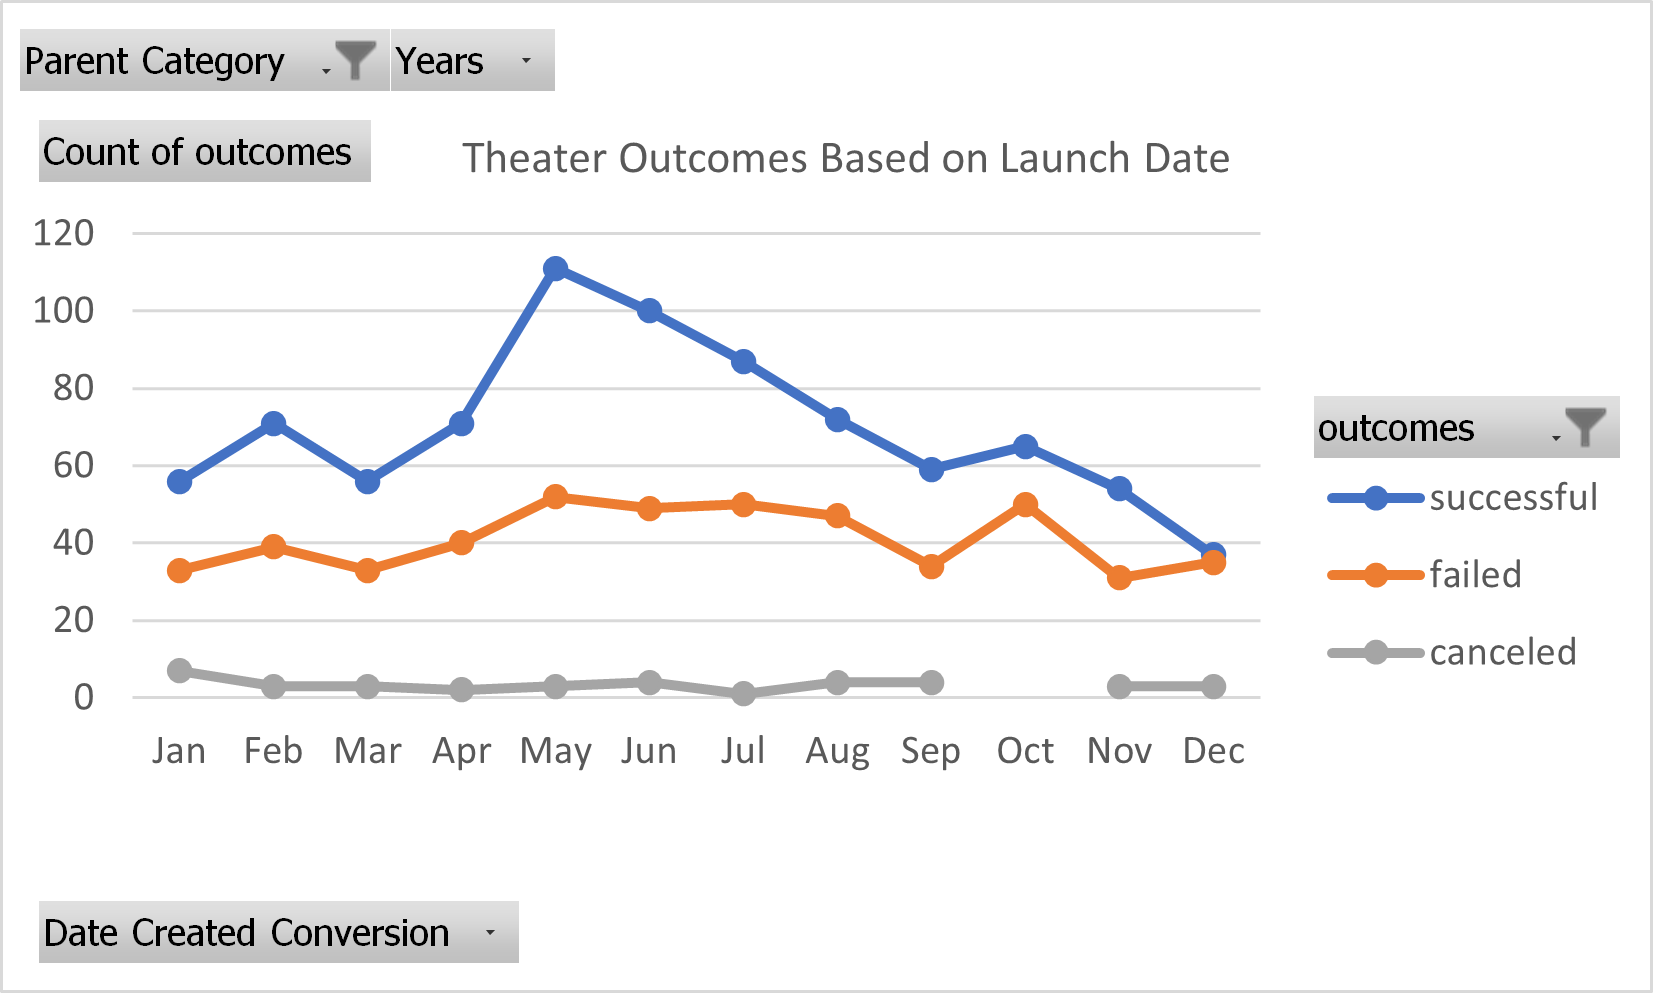 Parent Category Years
Count of outcomes
Theater Outcomes Based on Launch Date
120
100
80
60
40
20
0
Jan Feb Mar Apr May Jun Jul Aug Sep Oct Nov Dec
outcomes
successful
failed
canceled
Date Created Conversion